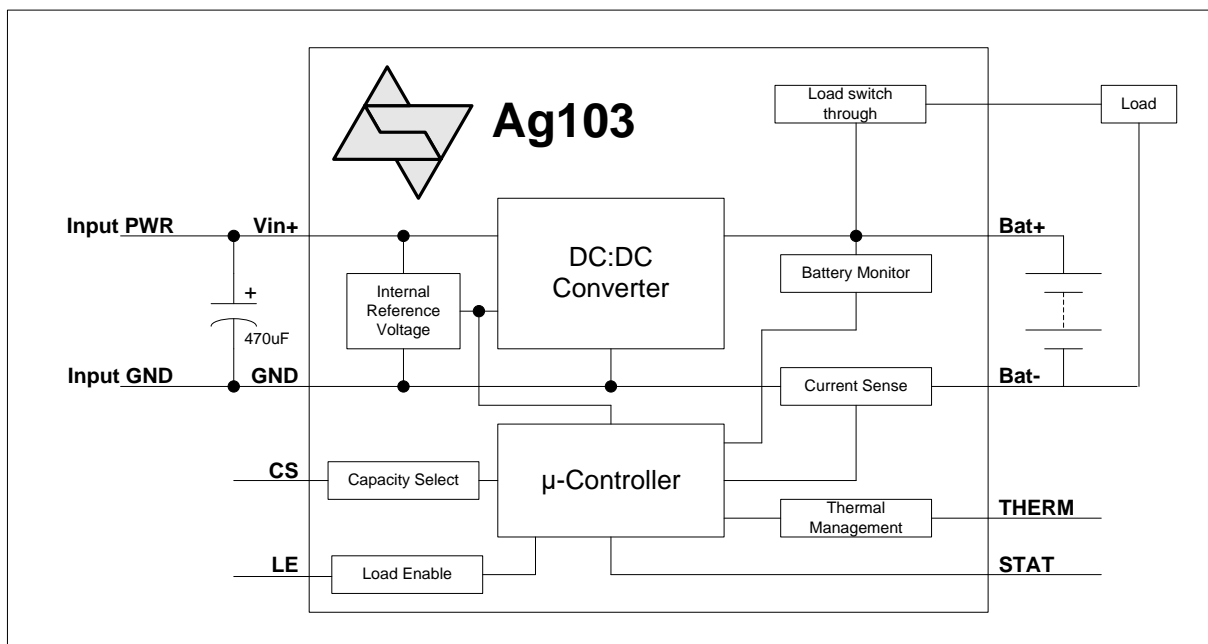 Ag103
Load switch
through
Load
Input PWR
Vin+
DC:DC
Converter
Bat+
Internal
Reference
Voltage
Battery Monitor
+
470uF
Input GND
GND
Current Sense
Bat-
CS
Capacity Select
µ-Controller
Thermal
Management
THERM
LE
Load Enable
STAT